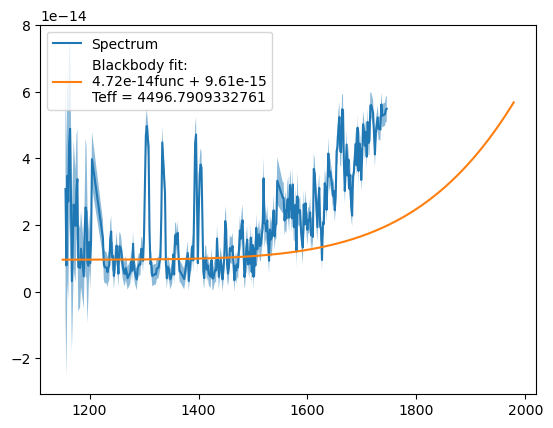 1e−14
8
Spectrum
Blackbody fit:
4.72e-14func + 9.61e-15
Teff = 4496.7909332761
6
4
2
0
−2
1200 1400 1600 1800 2000